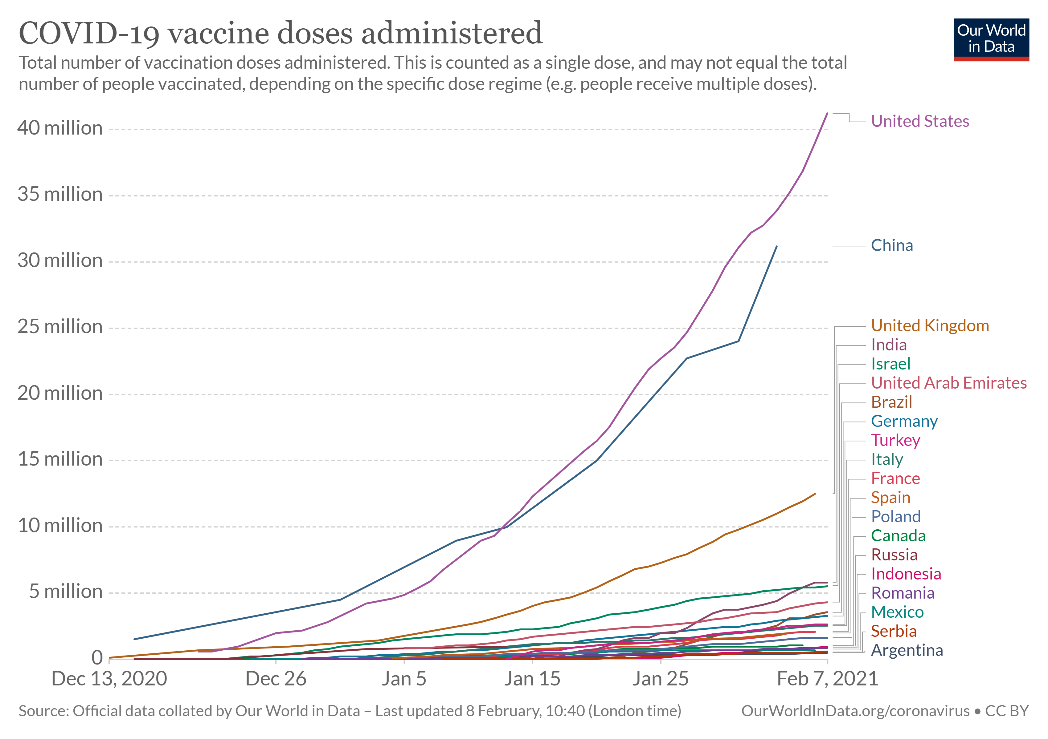 COVID-19 vaccine doses administered
Our World
in Data
Total number of vaccination doses administered. This is counted as a single dose, and may not equal the total
number of people vaccinated, depending on the specific dose regime (e.g. people receive multiple doses).
40 million
35 million
30 million
25 million
20 million
15 million
10 million
5 million
0
Dec 13, 2020
Dec 26
Jan 5
Jan 15
Jan 25
Feb 7, 2021
United States
China
United Kingdom
India
Israel
United Arab Emirates
Brazil
Germany
Turkey
Italy
France
Spain
Poland
Canada
Russia
Indonesia
Romania
Mexico
Serbia
Argentina
Source: Official data collated by Our World in Data – Last updated 8 February, 10:40 (London time)
OurWorldInData.org/coronavirus • CC BY